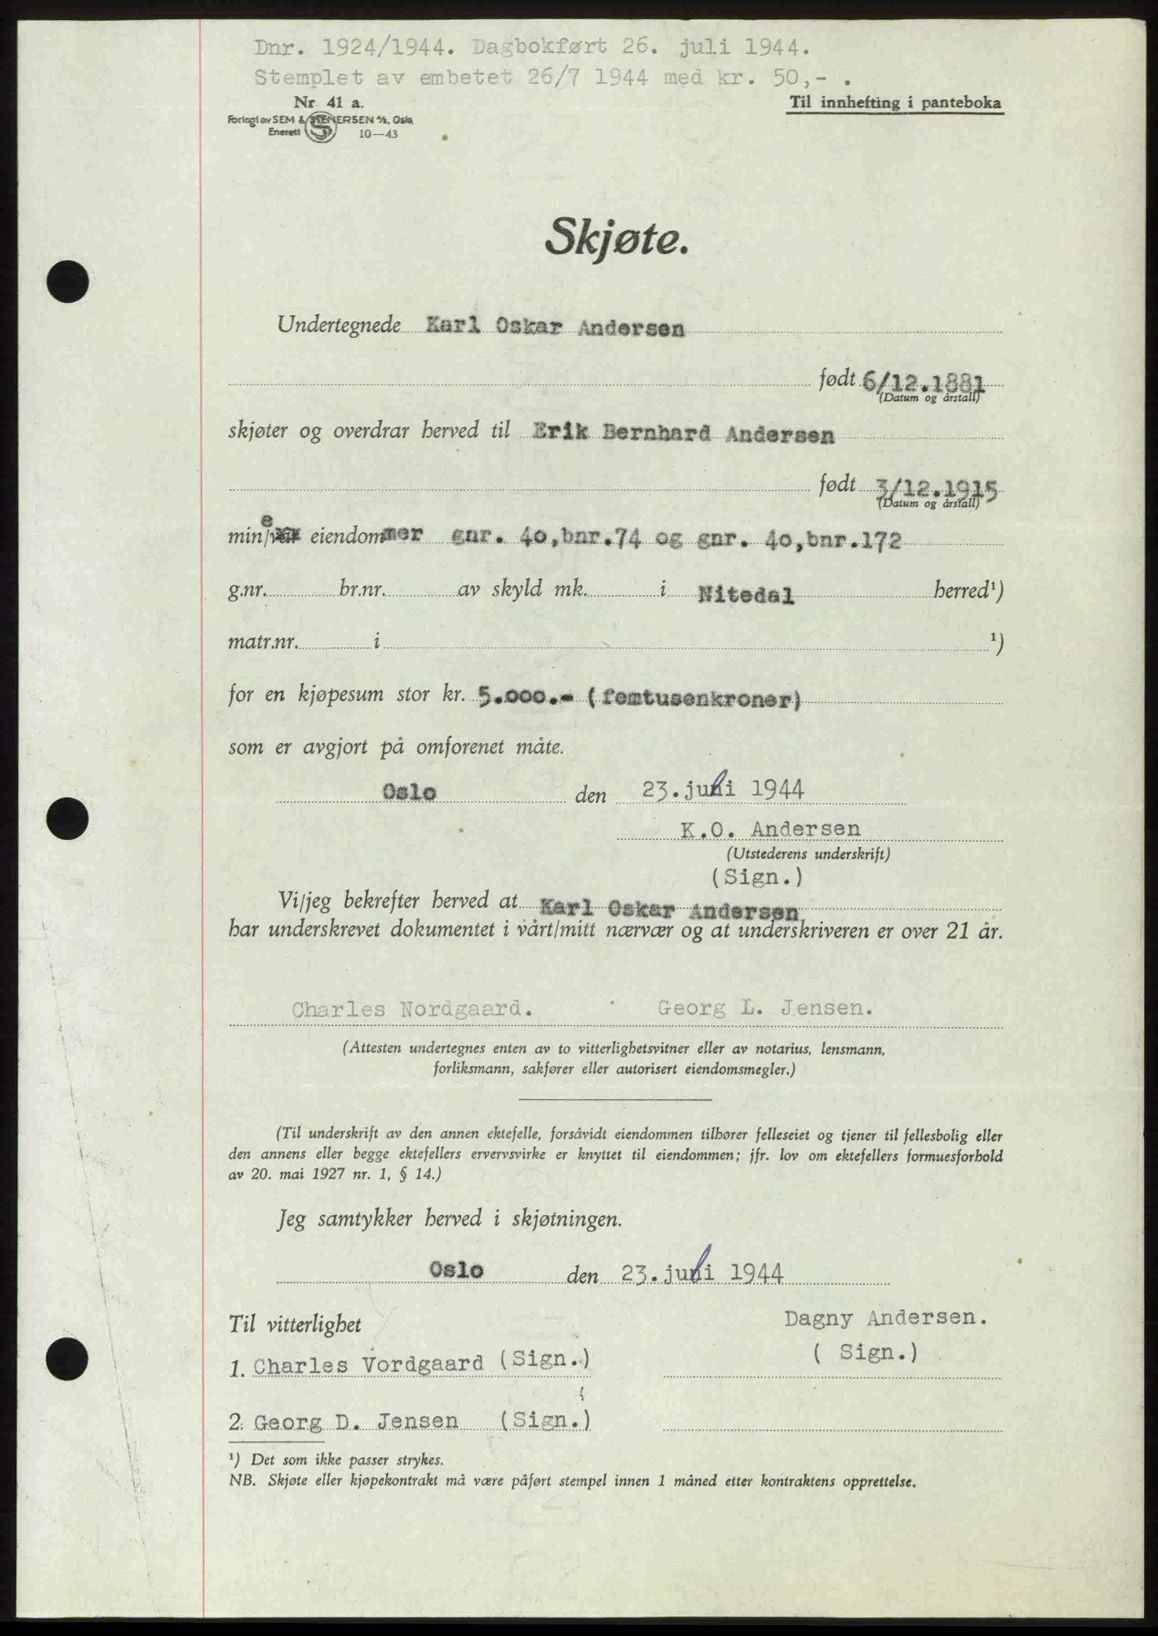 Dnr. 1924/1944. Dagbokført 26. juli 1944.
Stemplet av embetet 26/7 1944 med kr. 50,- .
Nr. 41 a.
Til innhefting i panteboka
Forlagt av SEM & STENERSEN A/S, Oslo
Enerett 10—43
Skjøte.
Undertegnede Karl Oskar Andersen
født 6/12.1881
(Datum og årstall)
skjøter og overdrar herved til Erik Bernhard Andersen
født 3/12.1915
(Datum og årstall)
min/e vår eiendommer gnr. 40, bnr.74 og gnr. 40, bnr.172
g.nr. br.nr. av skyld mk. i Nitedal herred¹)
matr.nr. i ¹)
for en kjøpesum stor kr. 5.000.- (femtusenkroner)
som er avgjort på omforenet måte.
Oslo den 23. juli 1944
K.O. Andersen
(Utstederens underskrift)
(Sign.)
Vi/jeg bekrefter herved at Karl Oskar Andersen
har underskrevet dokumentet i vårt/mitt nærvær og at underskriveren er over 21 år.
Charles Nordgaard. Georg L. Jensen.
(Attesten undertegnes enten av to vitterlighetsvitner eller av notarius, lensmann,
forliksmann, sakfører eller autorisert eiendomsmegler.)
(Til underskrift av den annen ektefelle, forsåvidt eiendommen tilhører felleseiet og tjener til fellesbolig eller
den annens eller begge ektefellers ervervsvirke er knyttet til eiendommen; jfr. lov om ektefellers formuesforhold
av 20. mai 1927 nr. 1, § 14.)
Jeg samtykker herved i skjøtningen.
Oslo den 23. juli 1944
Til vitterlighet
Dagny Andersen.
( Sign.)
1. Charles Vordgaard (Sign.)
2. Georg D. Jensen (Sign.)
¹) Det som ikke passer strykes.
NB. Skjøte eller kjøpekontrakt må være påført stempel innen 1 måned etter kontraktens opprettelse.